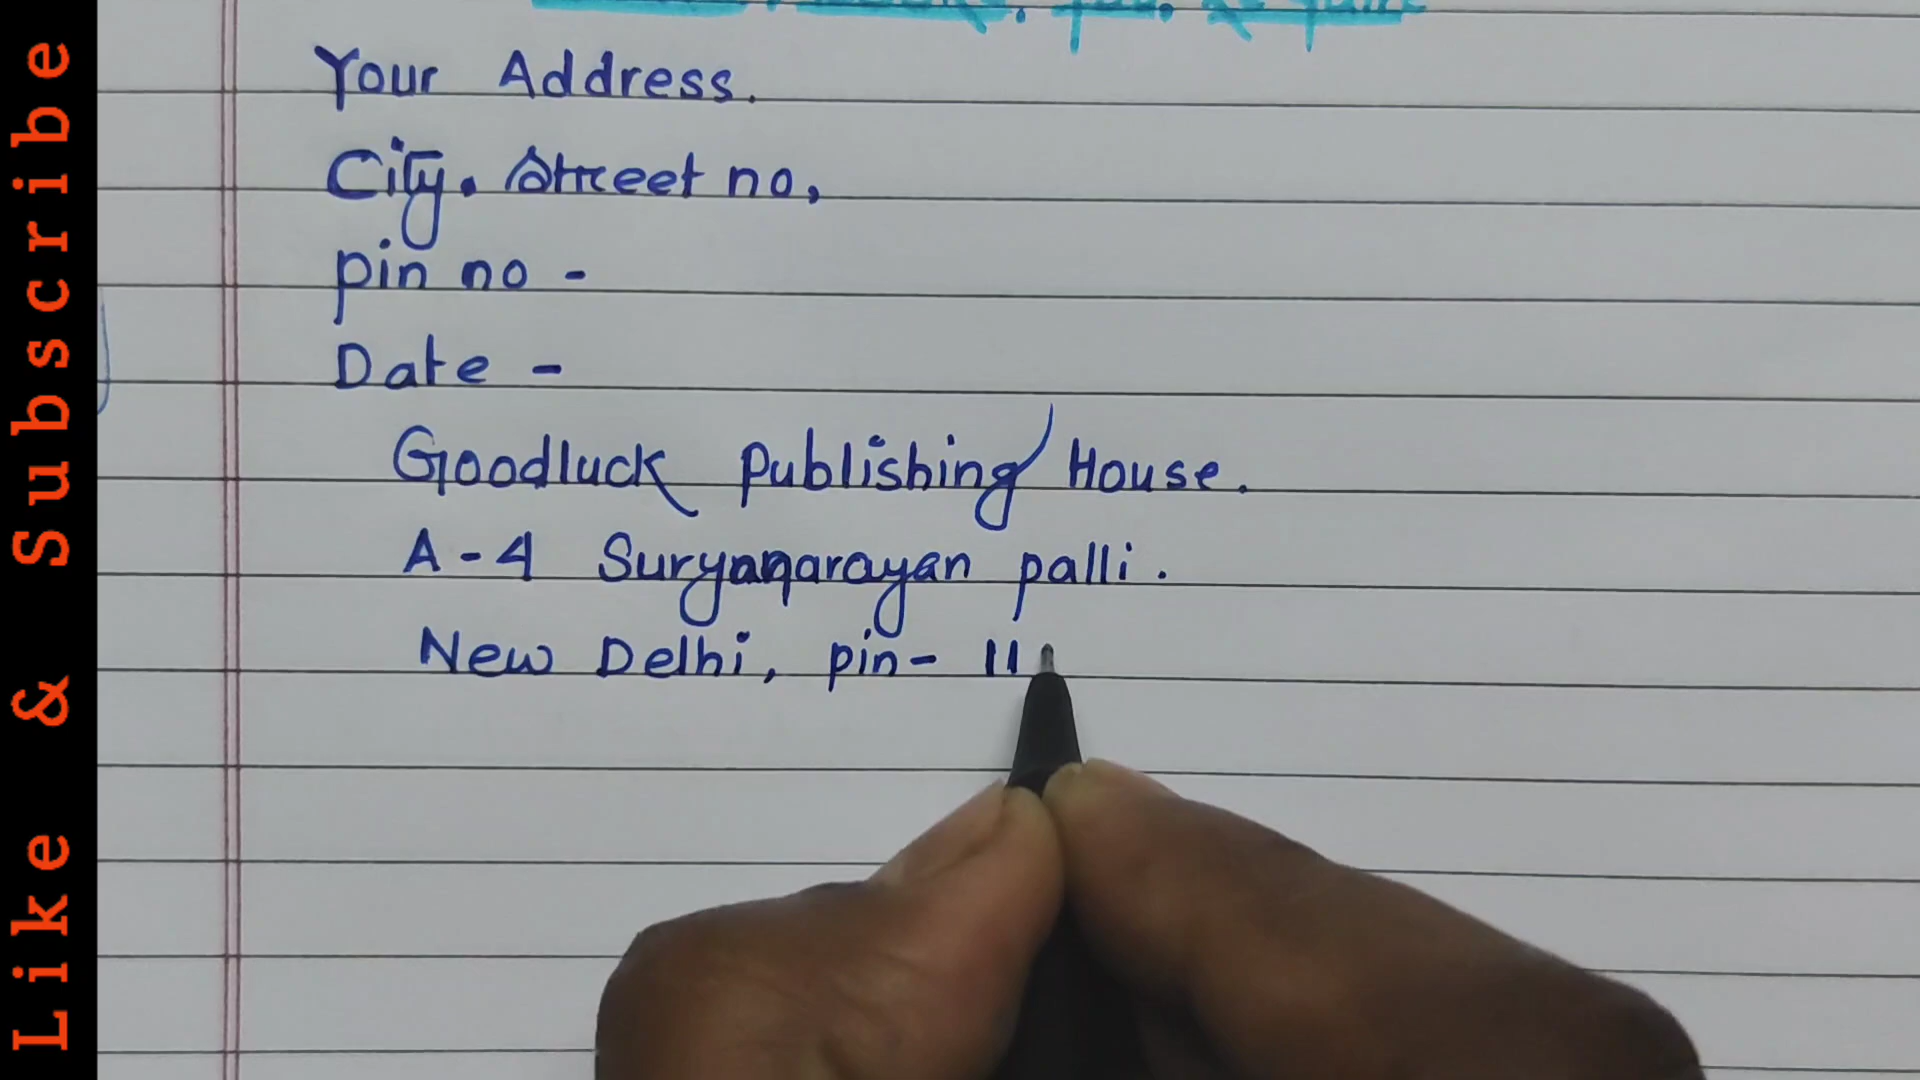 Your Address.
City. Street no,
pin no -
Date -
Goodluck publishing House.
A-4 Suryanarayan palli.
New Delhi, pin- 11
Like & Subscribe